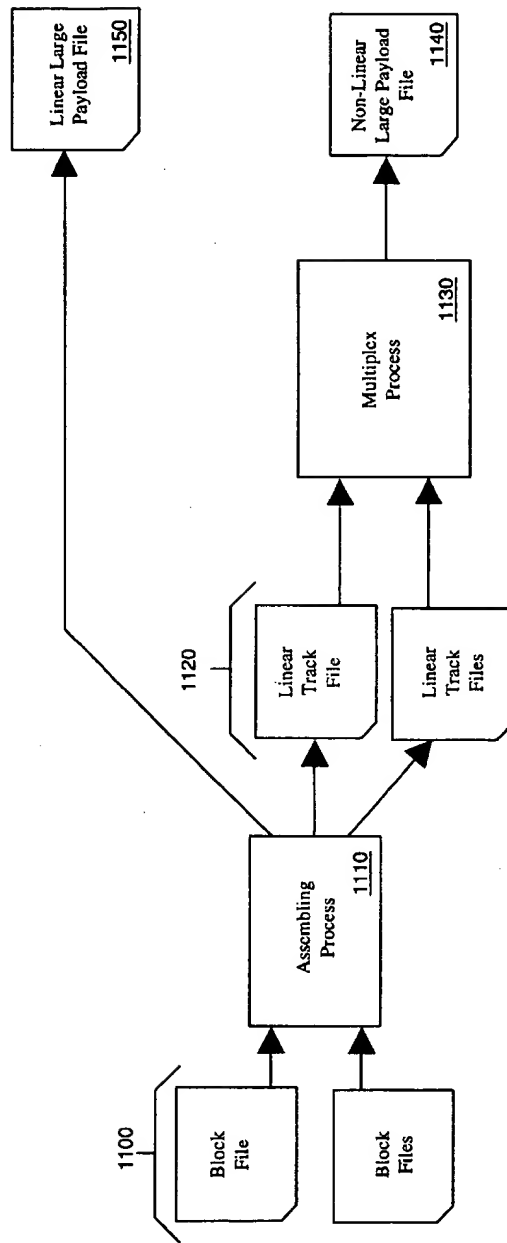 1100
Block
File
Block
Files
Assembling
Process
1110
1120
Linear
Track
File
Linear
Track
Files
Multiplex
Process
1130
Linear Large
Payload File
1150
Non-Linear
Large Payload
File
1140